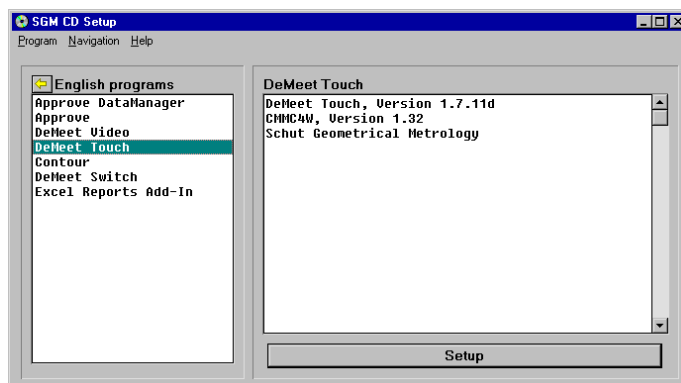 SGM CD Setup
Program Navigation Help
English programs
Approve DataManager
Approve
DeMeet Video
DeMeet Touch
Contour
DeMeet Switch
Excel Reports Add-In
DeMeet Touch
DeMeet Touch, Version 1.7.11d
CMMC4W, Version 1.32
Schut Geometrical Metrology
Setup